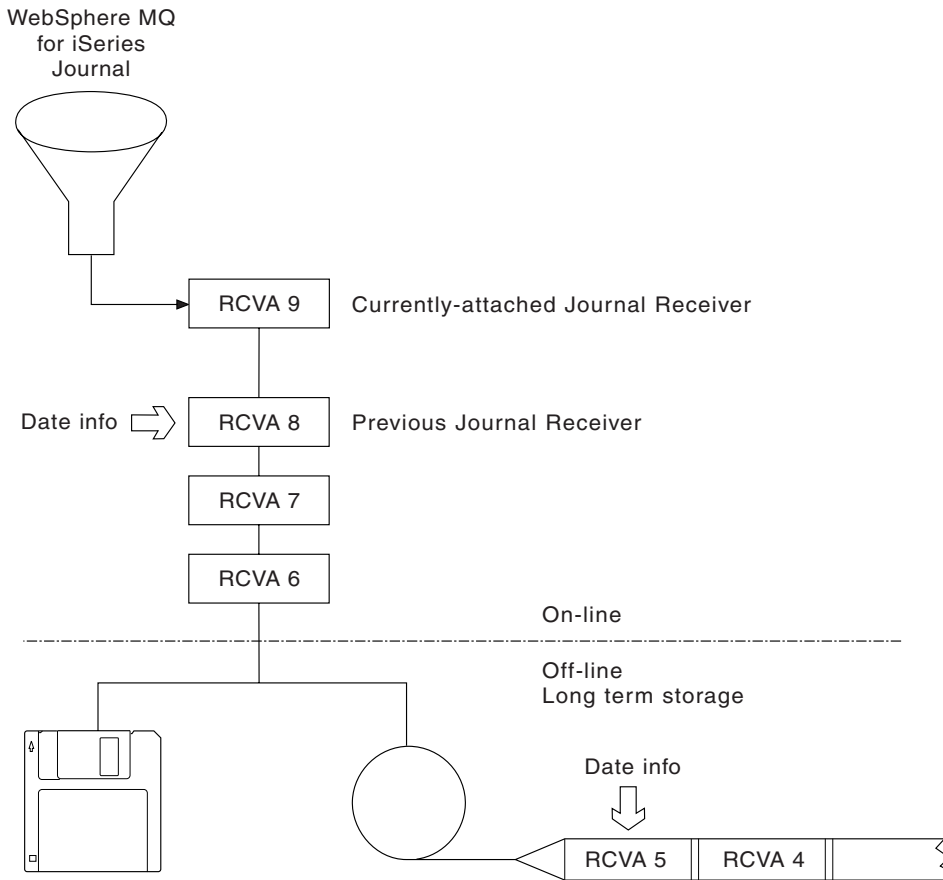 WebSphere MQ
for iSeries
Journal
RCVA 9
Currently-attached Journal Receiver
Date info
RCVA 8
Previous Journal Receiver
RCVA 7
RCVA 6
On-line
Off-line
Long term storage
Date info
RCVA 5
RCVA 4